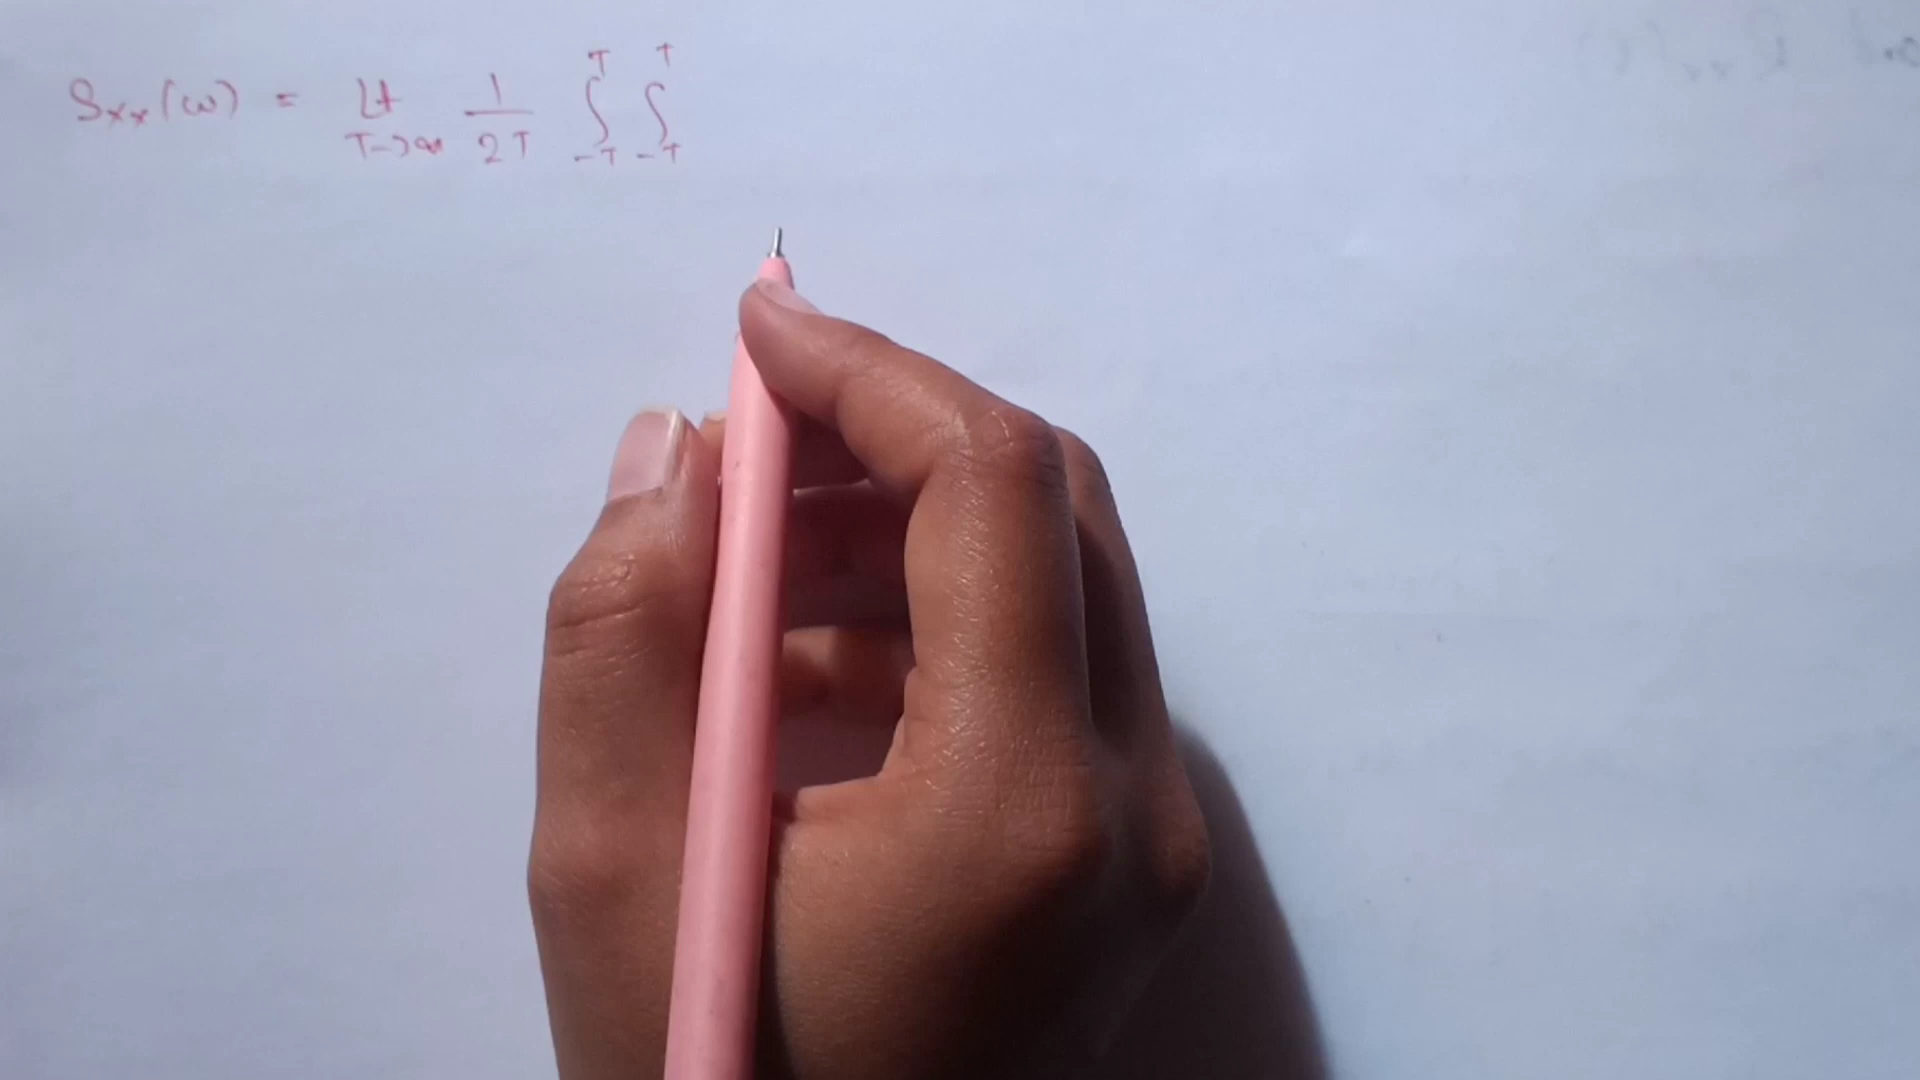 Sxx(ω) = Lt T->∞ 1/2T ∫_-T^T ∫_-T^T